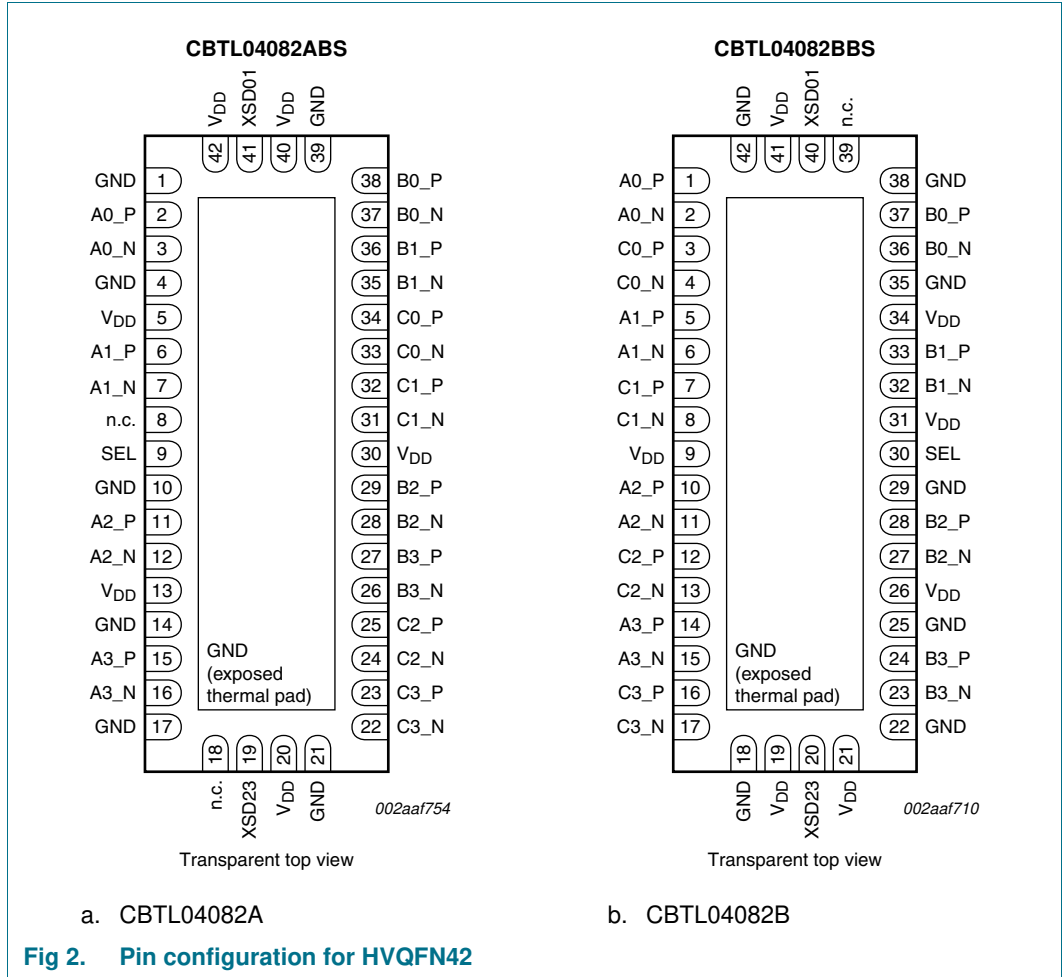 CBTL04082ABS
VDD
XSD01
VDD
GND
42
41
40
39
GND 1
38 B0_P
A0_P 2
37 B0_N
A0_N 3
36 B1_P
GND 4
35 B1_N
VDD 5
34 C0_P
A1_P 6
33 C0_N
A1_N 7
32 C1_P
n.c. 8
31 C1_N
SEL 9
30 VDD
GND 10
29 B2_P
A2_P 11
28 B2_N
A2_N 12
27 B3_P
VDD 13
26 B3_N
GND 14
25 C2_P
A3_P 15
24 C2_N
A3_N 16
23 C3_P
GND 17
22 C3_N
GND
(exposed
thermal pad)
18
19
20
21
n.c.
XSD23
VDD
GND
002aaf754
Transparent top view
a. CBTL04082A
CBTL04082BBS
GND
VDD
XSD01
n.c.
42
41
40
39
A0_P 1
38 GND
A0_N 2
37 B0_P
C0_P 3
36 B0_N
C0_N 4
35 GND
A1_P 5
34 VDD
A1_N 6
33 B1_P
C1_P 7
32 B1_N
C1_N 8
31 VDD
VDD 9
30 SEL
A2_P 10
29 GND
A2_N 11
28 B2_P
C2_P 12
27 B2_N
C2_N 13
26 VDD
A3_P 14
25 GND
A3_N 15
24 B3_P
C3_P 16
23 B3_N
C3_N 17
22 GND
GND
(exposed
thermal pad)
18
19
20
21
GND
VDD
XSD23
VDD
002aaf710
Transparent top view
b. CBTL04082B
Fig 2. Pin configuration for HVQFN42